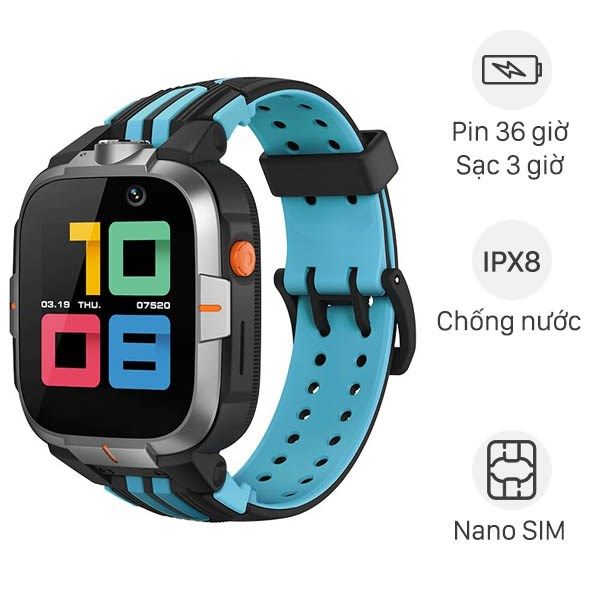 10
03.19 THU. 07520
08
Pin 36 giờ
Sạc 3 giờ
IPX8
Chống nước
Nano SIM